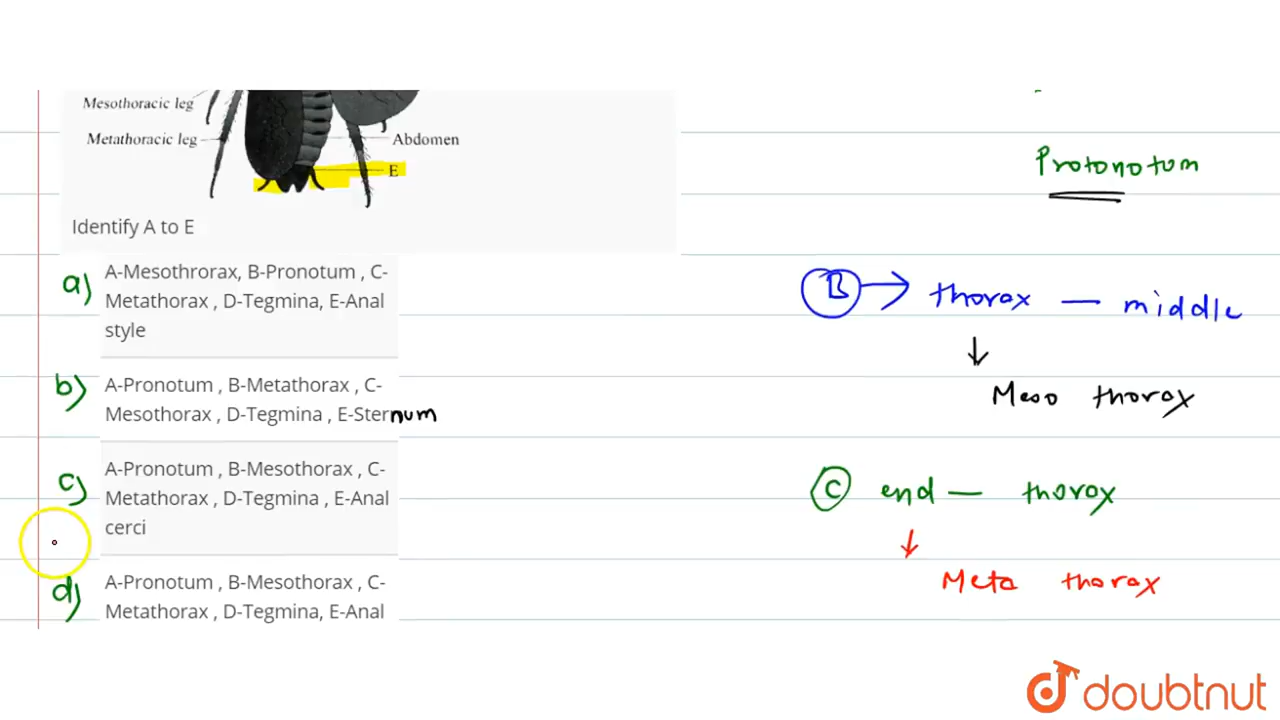 Mesothoracic leg
Metathoracic leg
Abdomen
E
Identify A to E
a) A-Mesothrorax, B-Pronotum , C-
Metathorax , D-Tegmina, E-Anal
style
b) A-Pronotum , B-Metathorax , C-
Mesothorax , D-Tegmina , E-Sternum
c) A-Pronotum , B-Mesothorax , C-
Metathorax , D-Tegmina , E-Anal
cerci
d) A-Pronotum , B-Mesothorax , C-
Metathorax , D-Tegmina, E-Anal
Protonotum
B → thorax — middle
↓
Meso thorax
C end — thorax
↓
Meta thorax
doubtnut